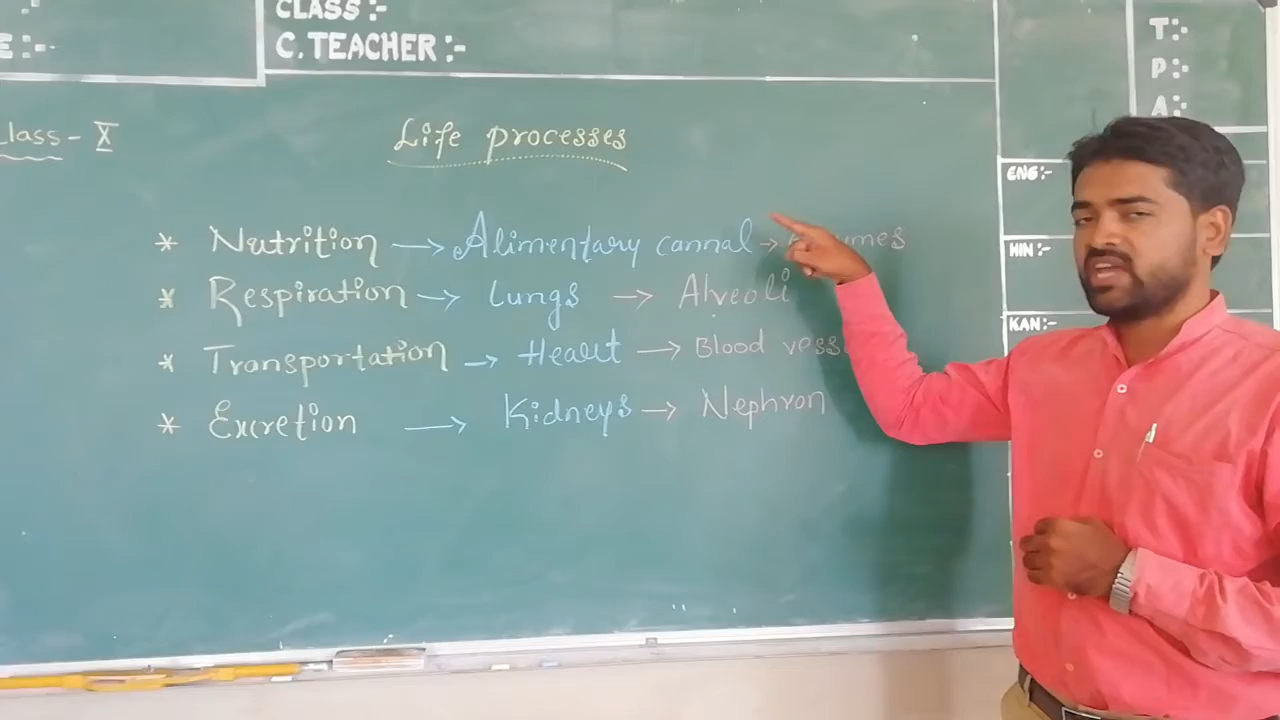 CLASS :-
E :-
C. TEACHER :-
T:-
P:-
A:-
Class - X
Life processes
ENG:-
* Nutrition → Alimentary cannal →
HIN:-
* Respiration → Lungs → Alveoli
KAN:-
* Transportation → Heart → Blood
* Excretion → Kidneys → Nephron